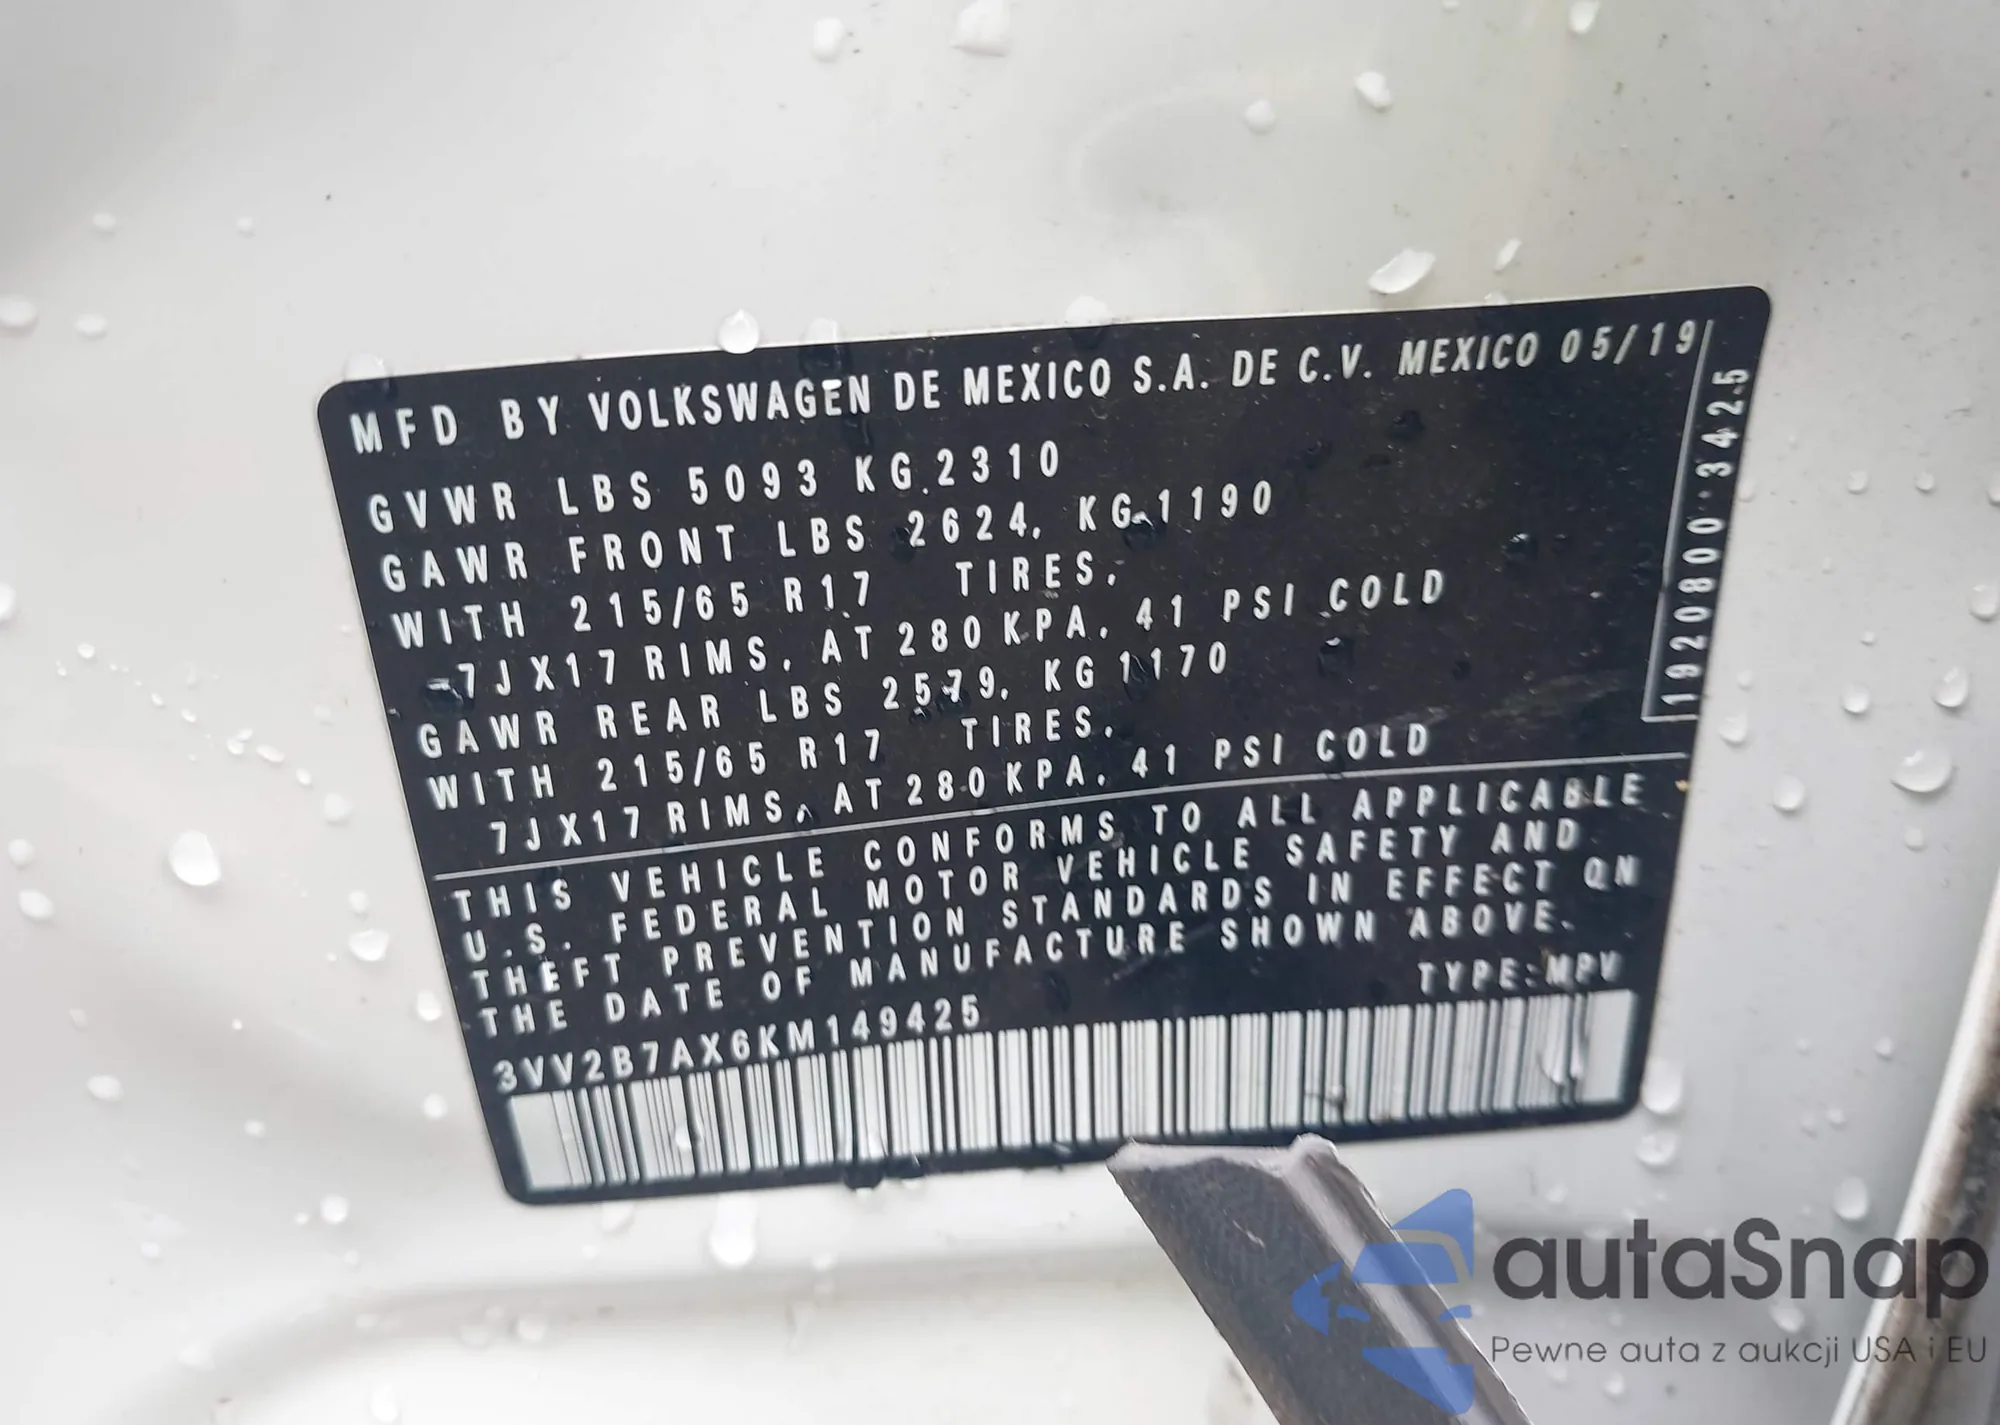 MFD BY VOLKSWAGEN DE MEXICO S.A. DE C.V. MEXICO 05/19
GVWR LBS 5093 KG.2310
GAWR FRONT LBS 2624, KG.1190
WITH 215/65 R17 TIRES,
7JX17 RIMS, AT 280 KPA, 41 PSI COLD
GAWR REAR LBS 2579, KG 1170
WITH 215/65 R17 TIRES,
7JX17 RIMS, AT 280 KPA, 41 PSI COLD
1920800 3425
THIS VEHICLE CONFORMS TO ALL APPLICABLE
U.S. FEDERAL MOTOR VEHICLE SAFETY AND
THEFT PREVENTION STANDARDS IN EFFECT ON
THE DATE OF MANUFACTURE SHOWN ABOVE.
3VV2B7AX6KM149425 TYPE:MPV
autaSnap
Pewne auta z aukcji USA i EU